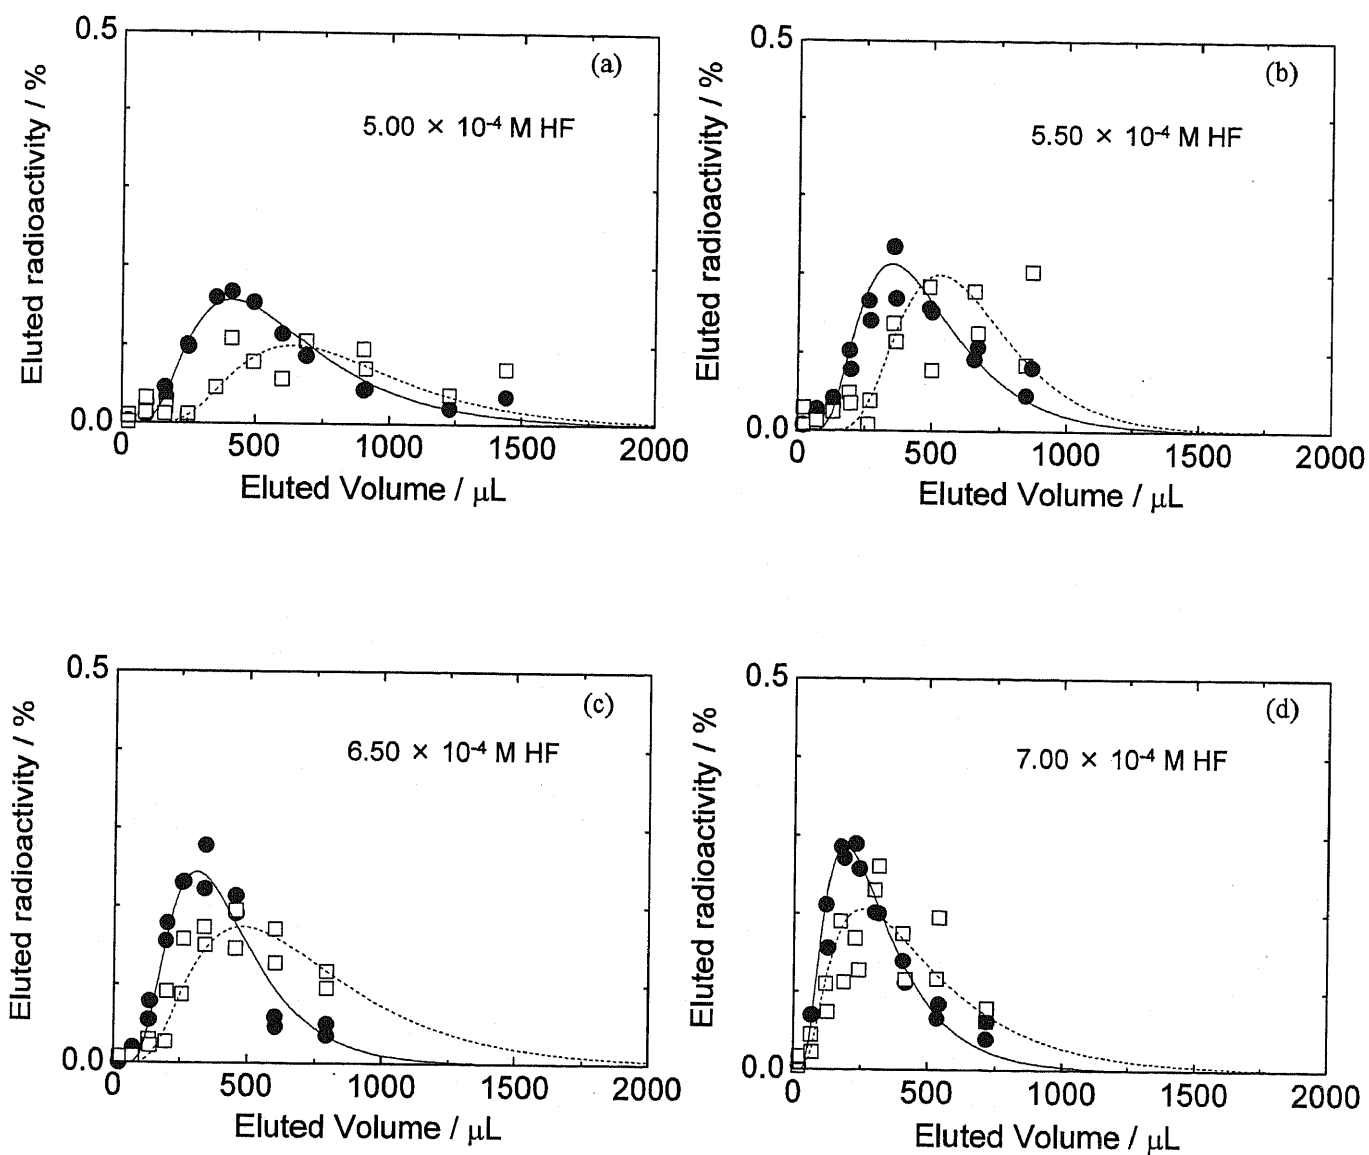 0.5
(a)
5.00 × 10-4 M HF
Eluted radioactivity / %
0.0
0 500 1000 1500 2000
Eluted Volume / μL
0.5
(b)
5.50 × 10-4 M HF
Eluted radioactivity / %
0.0
0 500 1000 1500 2000
Eluted Volume / μL
0.5
(c)
6.50 × 10-4 M HF
Eluted radioactivity / %
0.0
0 500 1000 1500 2000
Eluted Volume / μL
0.5
(d)
7.00 × 10-4 M HF
Eluted radioactivity / %
0.0
0 500 1000 1500 2000
Eluted Volume / μL